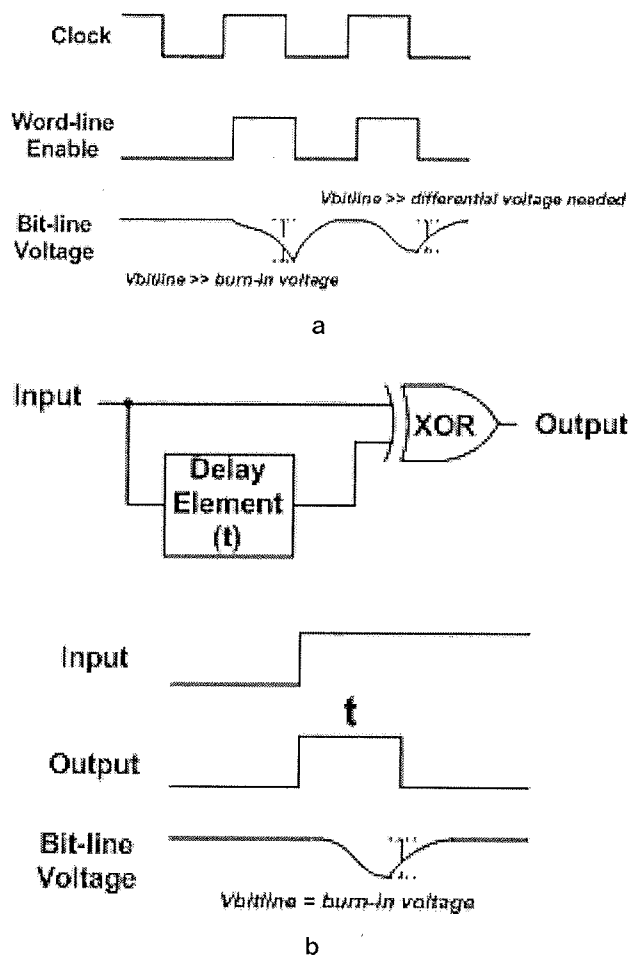 Clock
Word-line
Enable
Vbitline >> differential voltage needed
Bit-line
Voltage
Vbitline >> burn-in voltage
a
Input
XOR
Output
Delay
Element
(t)
Input
t
Output
Bit-line
Voltage
Vbitline = burn-in voltage
b